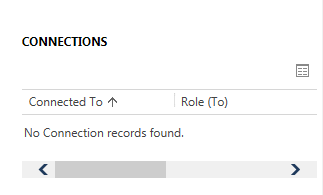 CONNECTIONS
Connected To ↑ Role (To)
No Connection records found.